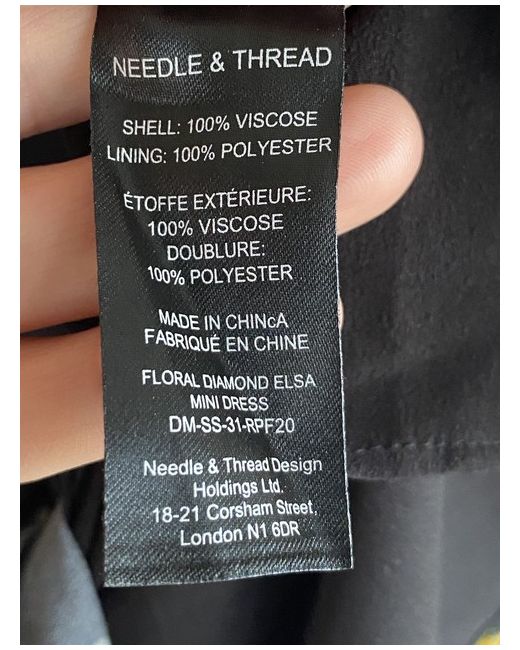 NEEDLE & THREAD
SHELL: 100% VISCOSE
LINING: 100% POLYESTER
ÉTOFFE EXTÉRIEURE:
100% VISCOSE
DOUBLURE:
100% POLYESTER
MADE IN CHINcA
FABRIQUÉ EN CHINE
FLORAL DIAMOND ELSA
MINI DRESS
DM-SS-31-RPF20
Needle & Thread Design
Holdings Ltd.
18-21 Corsham Street,
London N1 6DR